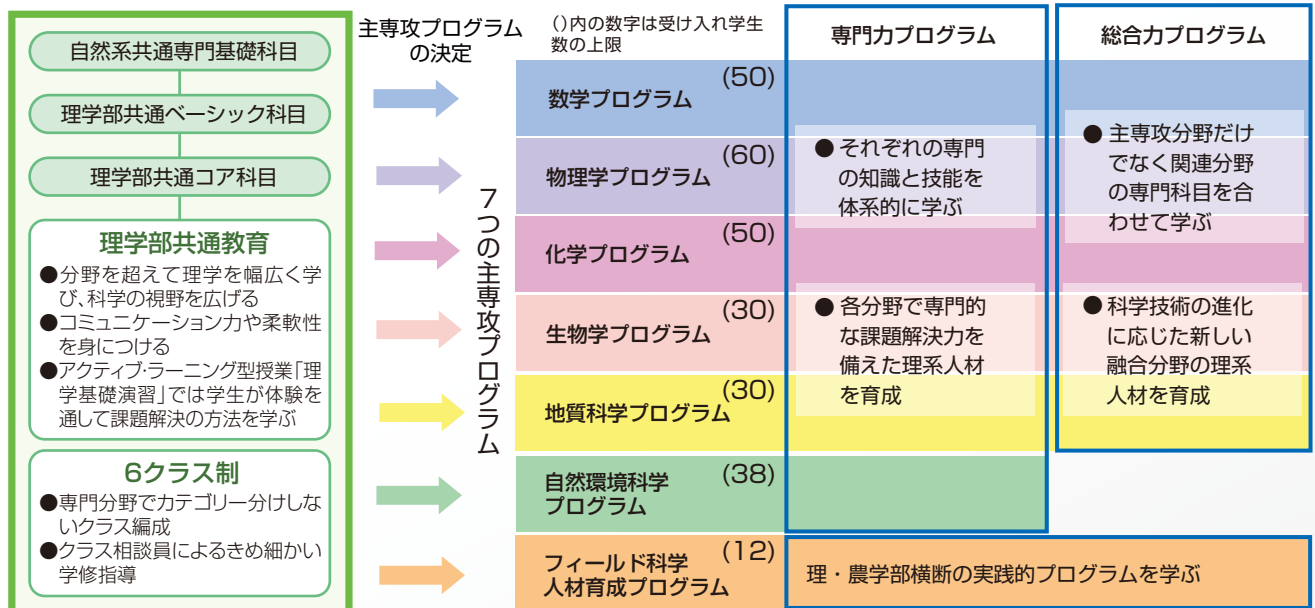 自然系共通専門基礎科目
理学部共通ベーシック科目
理学部共通コア科目
理学部共通教育
●分野を超えて理学を幅広く学
び、科学の視野を広げる
●コミュニケーション力や柔軟性
を身につける
●アクティブ・ラーニング型授業「理
学基礎演習」では学生が体験を
通して課題解決の方法を学ぶ
6クラス制
●専門分野でカテゴリー分けしな
いクラス編成
●クラス相談員によるきめ細かい
学修指導
主専攻プログラム
の決定
7つの主専攻プログラム
()内の数字は受け入れ学生
数の上限
数学プログラム (50)
物理学プログラム (60)
化学プログラム (50)
生物学プログラム (30)
地質科学プログラム (30)
自然環境科学 (38)
プログラム
フィールド科学 (12)
人材育成プログラム
専門力プログラム
● それぞれの専門
の知識と技能を
体系的に学ぶ
● 各分野で専門的
な課題解決力を
備えた理系人材
を育成
総合力プログラム
● 主専攻分野だけ
でなく関連分野
の専門科目を合
わせて学ぶ
● 科学技術の進化
に応じた新しい
融合分野の理系
人材を育成
理・農学部横断の実践的プログラムを学ぶ